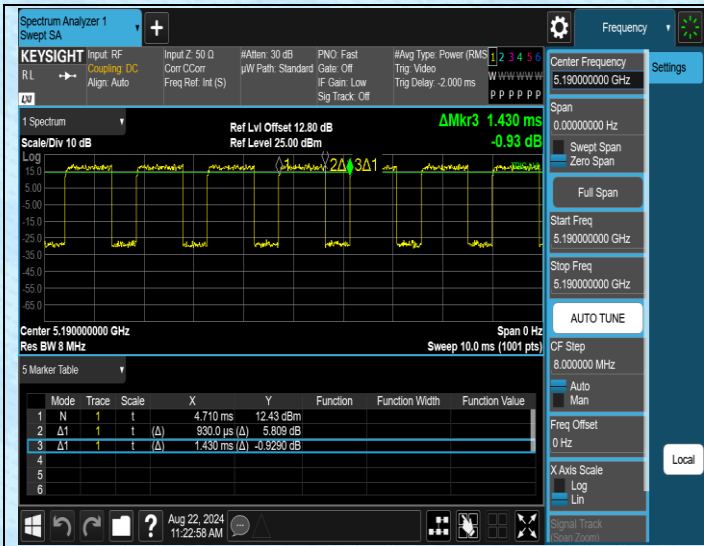 Spectrum Analyzer 1
Swept SA
Frequency
KEYSIGHT
Input: RF
Input Z: 50 Ω
#Atten: 30 dB
PNO: Fast
#Avg Type: Power (RMS
1 2 3 4 5 6
RL
Coupling: DC
Corr CCorr
µW Path: Standard
Gate: Off
Trig: Video
W W W W W W
Align: Auto
Freq Ref: Int (S)
IF Gain: Low
Trig Delay: -2.000 ms
P P P P P P
LXI
Sig Track: Off
1 Spectrum
Scale/Div 10 dB
Ref Lvl Offset 12.80 dB
Ref Level 25.00 dBm
ΔMkr3 1.430 ms
-0.93 dB
Log
15.0
5.00
-5.00
-15.0
-25.0
-35.0
-45.0
-55.0
-65.0
1
2Δ
3Δ1
Center 5.190000000 GHz
Span 0 Hz
Res BW 8 MHz
Sweep 10.0 ms (1001 pts)
5 Marker Table
Mode Trace Scale X Y Function Function Width Function Value
1 N 1 t 4.710 ms 12.43 dBm
2 Δ1 1 t (Δ) 930.0 µs (Δ) 5.809 dB
3 Δ1 1 t (Δ) 1.430 ms (Δ) -0.9290 dB
4
5
6
Aug 22, 2024
11:22:58 AM
Center Frequency
5.190000000 GHz
Settings
Span
0.00000000 Hz
Swept Span
Zero Span
Full Span
Start Freq
5.190000000 GHz
Stop Freq
5.190000000 GHz
AUTO TUNE
CF Step
8.000000 MHz
Auto
Man
Freq Offset
0 Hz
X Axis Scale
Log
Lin
Signal Track
(Span Zoom)
Local